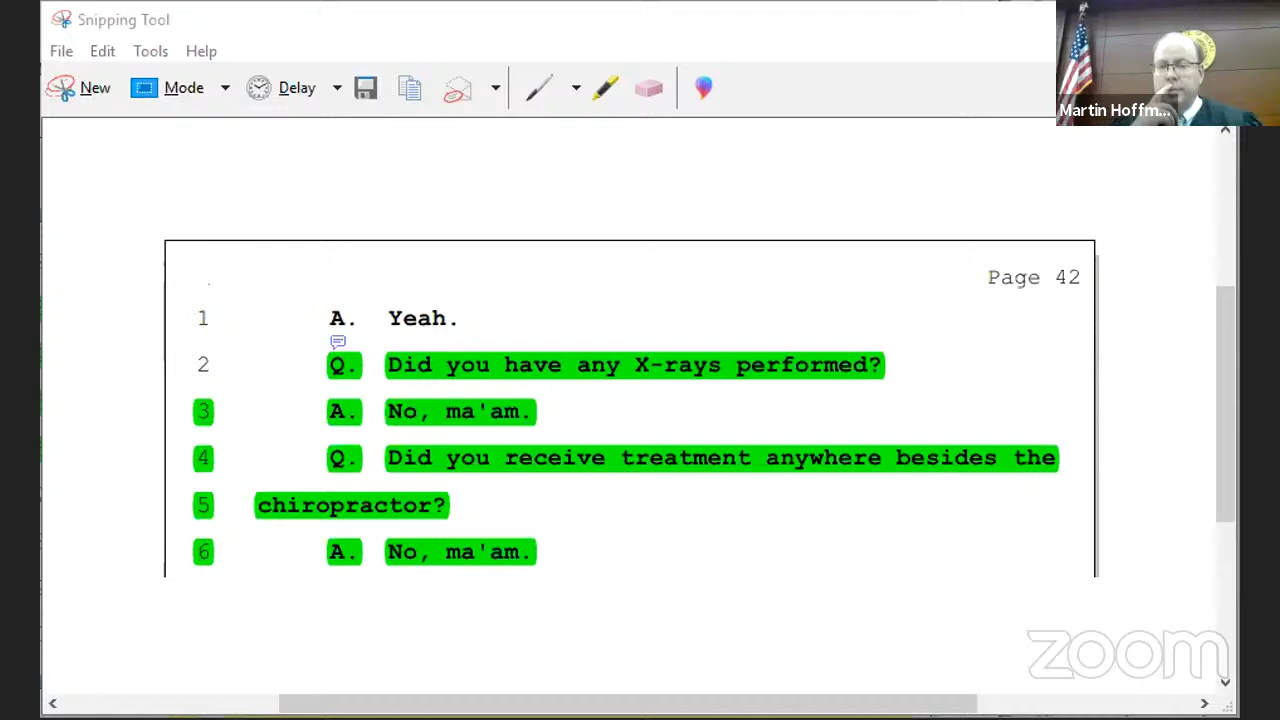 Snipping Tool
File Edit Tools Help
New Mode Delay
Martin Hoffm...
Page 42
1 A. Yeah.
2 Q. Did you have any X-rays performed?
3 A. No, ma'am.
4 Q. Did you receive treatment anywhere besides the
5 chiropractor?
6 A. No, ma'am.
zoom